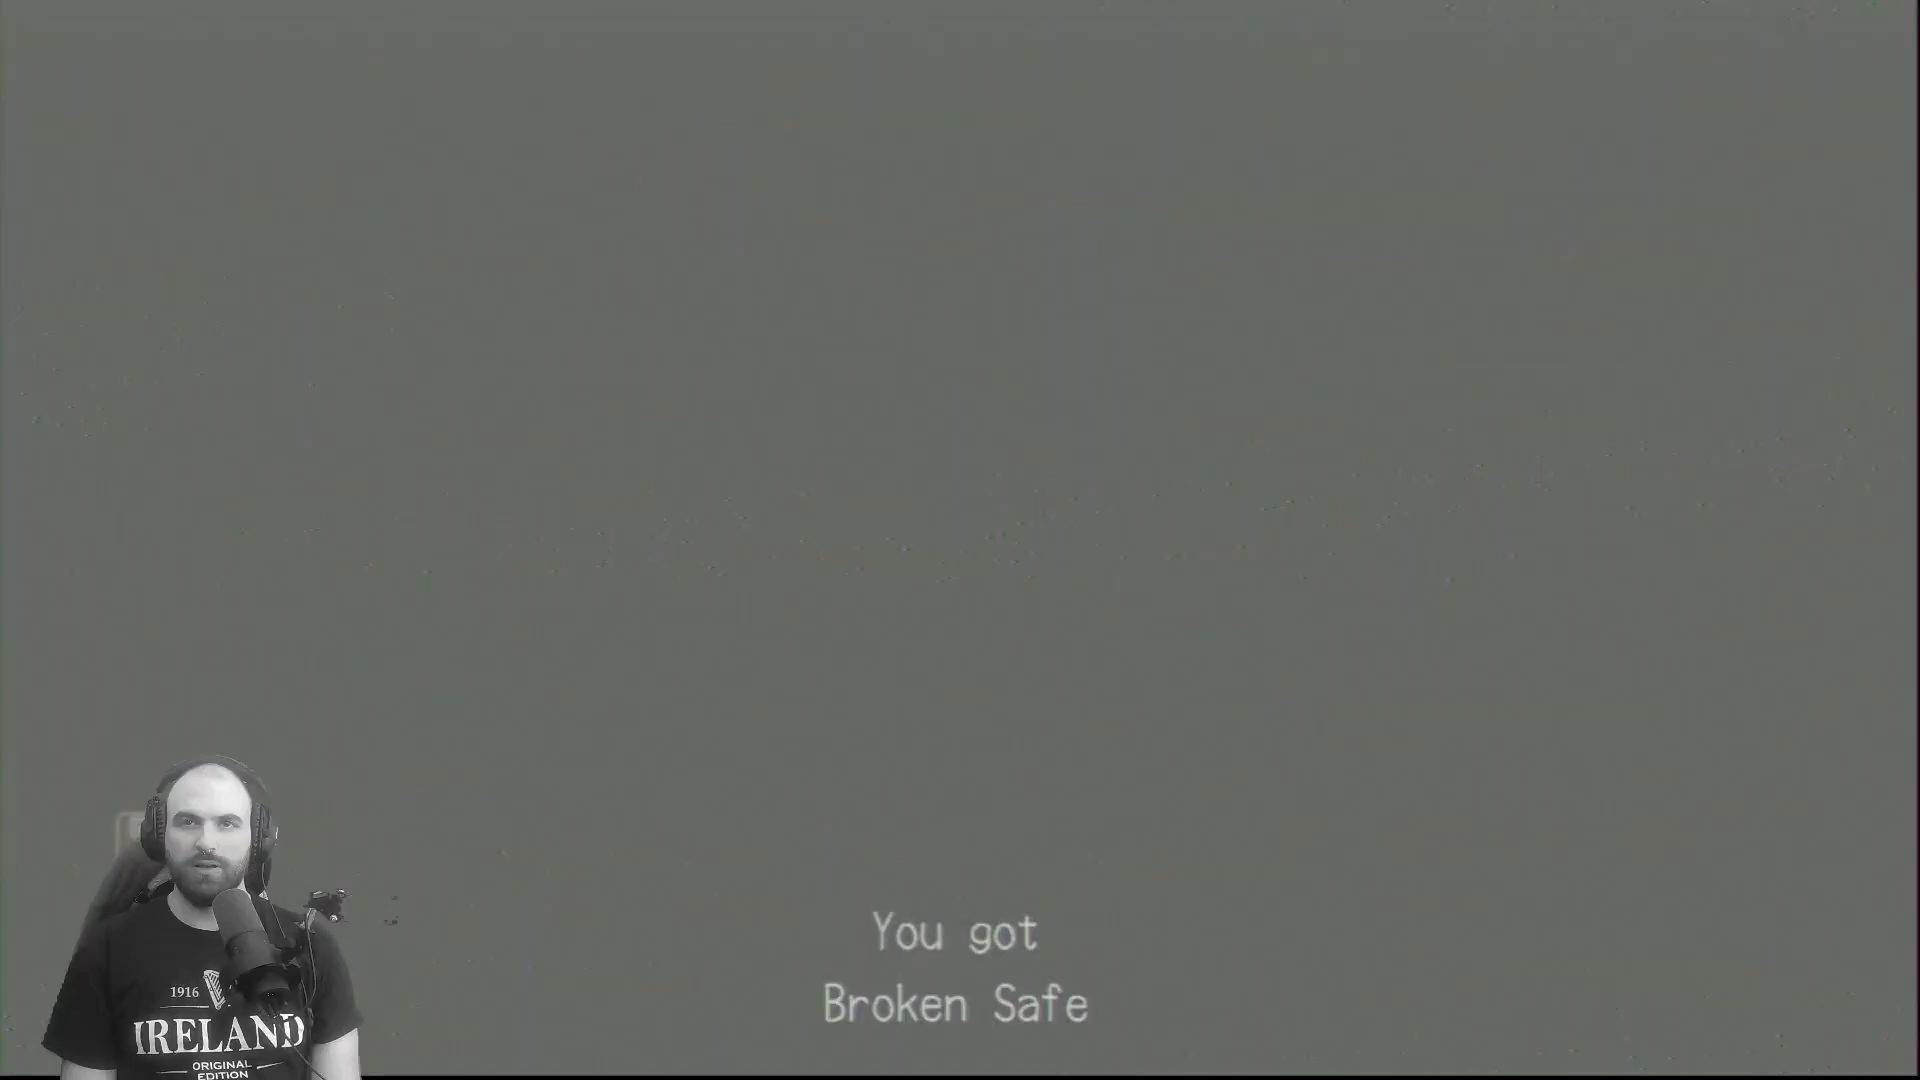 You got
Broken Safe
1916
IRELAND
ORIGINAL
EDITION